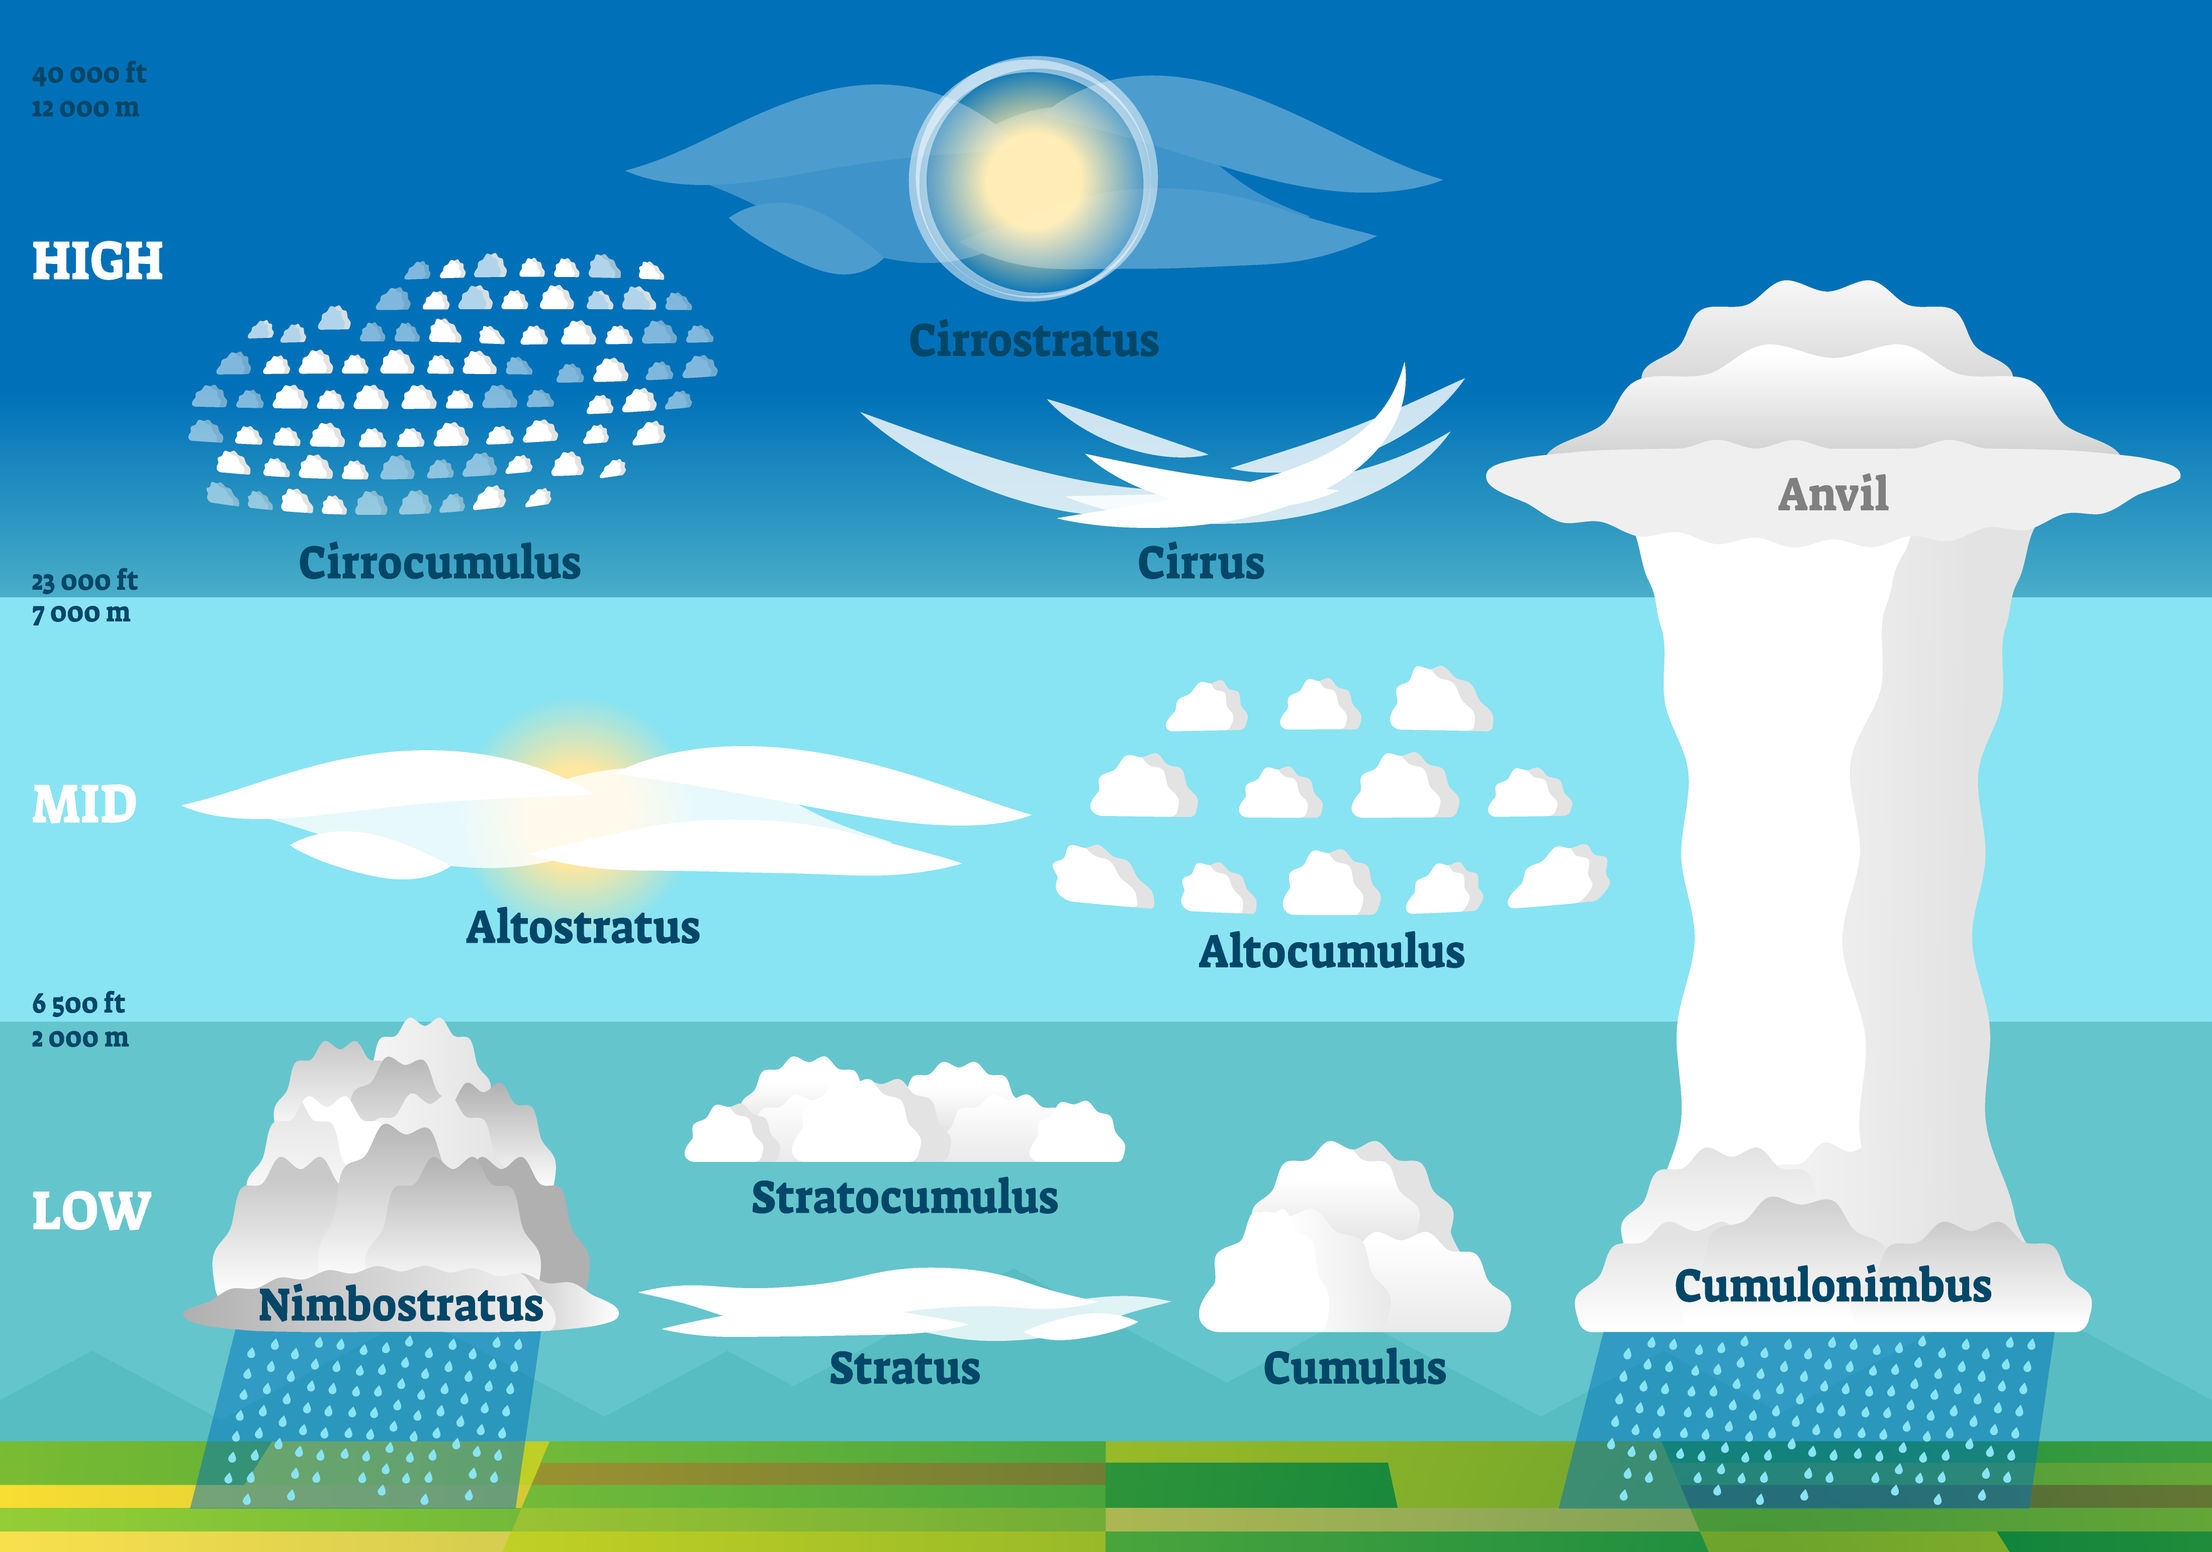 40 000 ft
12 000 m
HIGH
Cirrostratus
Anvil
Cirrocumulus
Cirrus
23 000 ft
7 000 m
MID
Altostratus
Altocumulus
6 500 ft
2 000 m
LOW
Stratocumulus
Nimbostratus
Cumulonimbus
Stratus
Cumulus